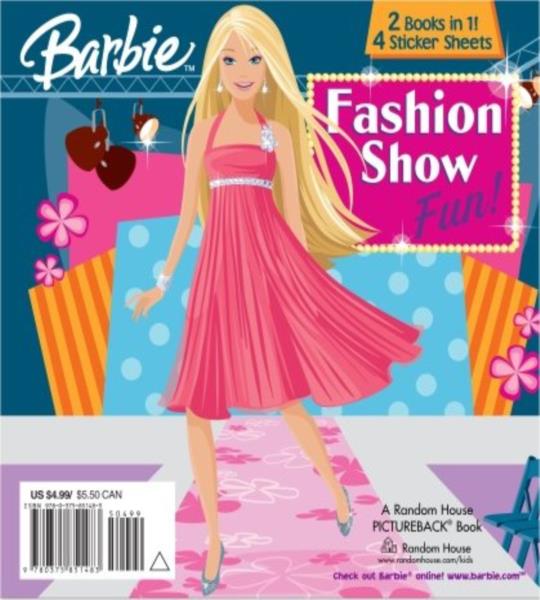 Barbie™
2 Books in 1!
4 Sticker Sheets
Fashion
Show
Fun!
US $4.99/ $5.50 CAN
ISBN 978-0-375-85148-3
50499
9 780375 851483
A Random House
PICTUREBACK® Book
Random House
www.randomhouse.com/kids
Check out Barbie® online! www.barbie.com™